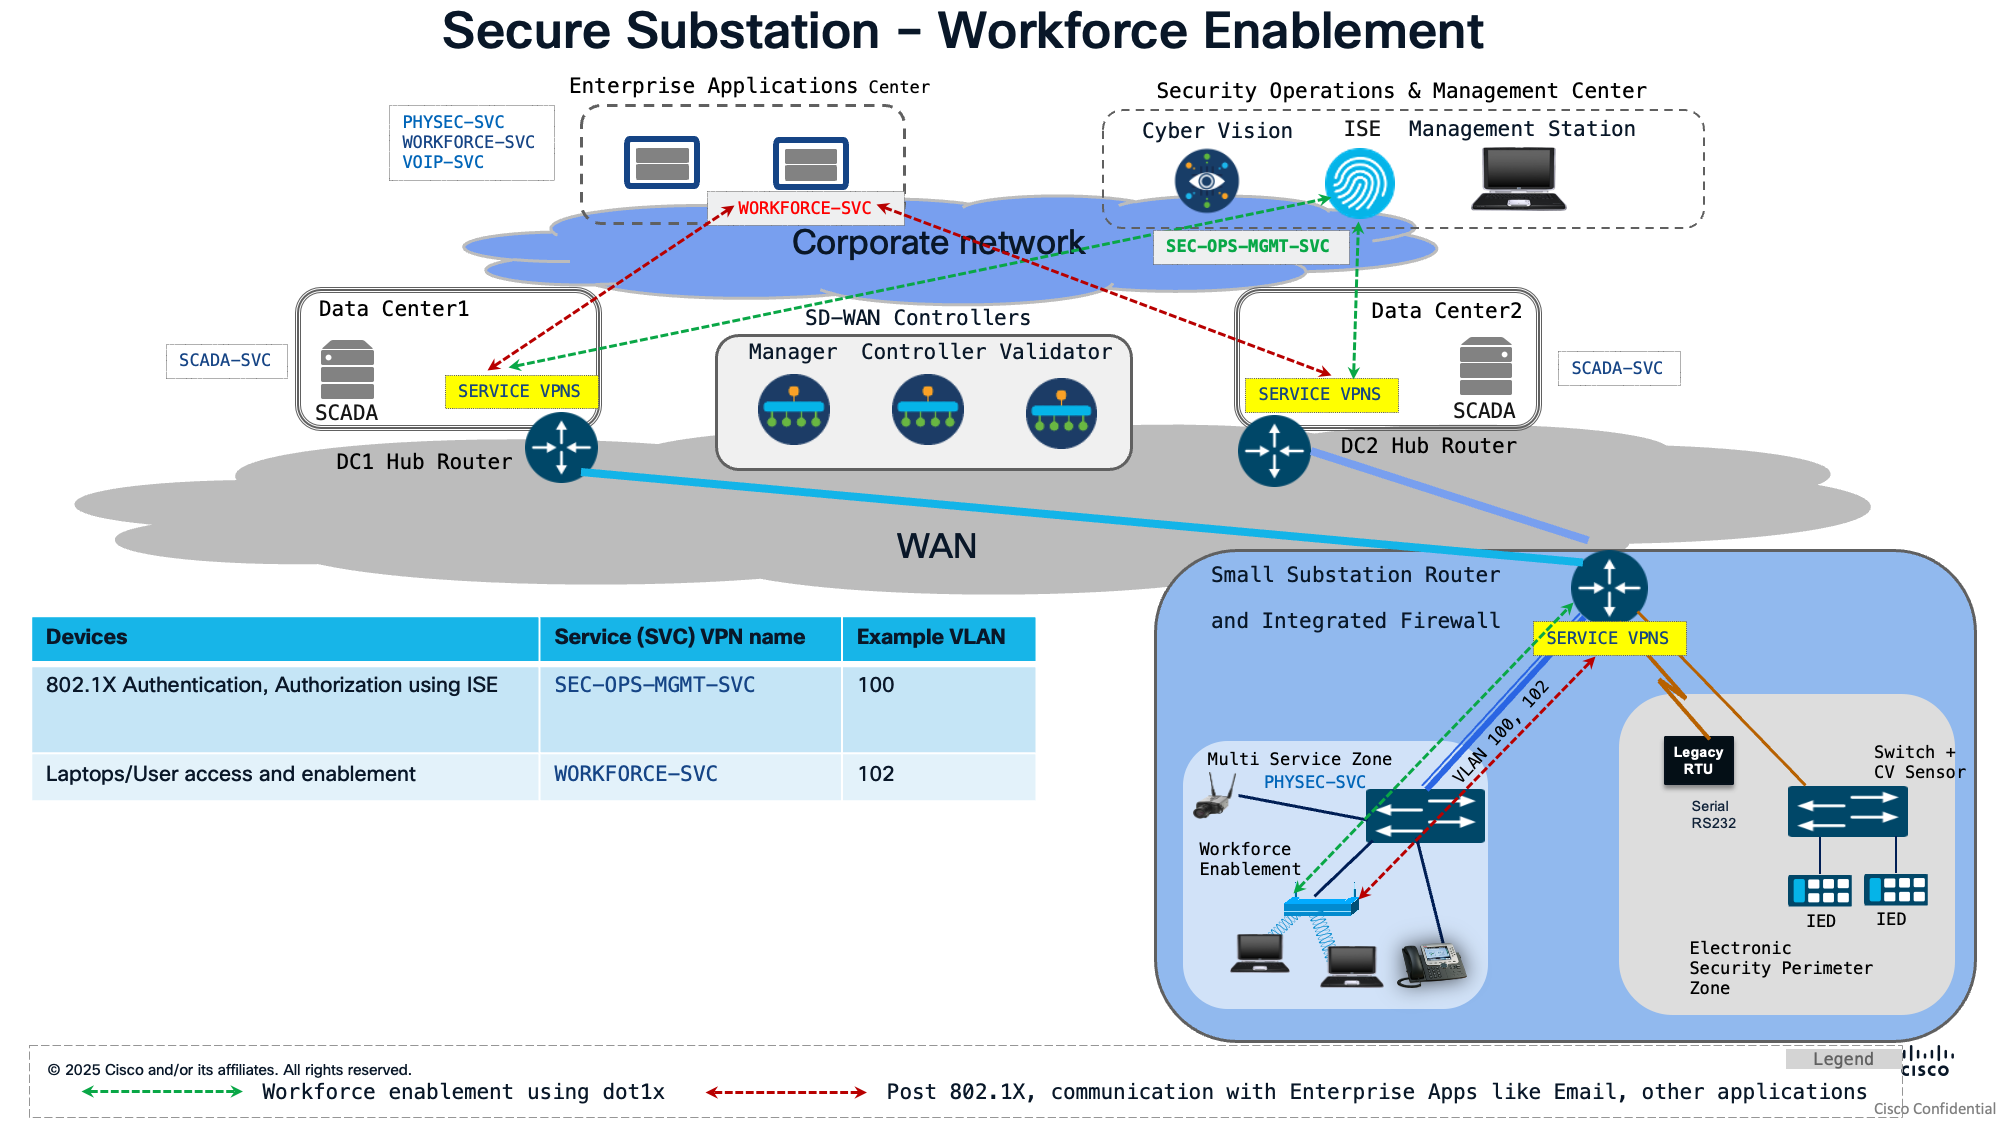 Secure Substation – Workforce Enablement
Enterprise Applications Center
Security Operations & Management Center
PHYSEC-SVC
WORKFORCE-SVC
VOIP-SVC
Cyber Vision
ISE
Management Station
WORKFORCE-SVC
Corporate network
SEC-OPS-MGMT-SVC
Data Center1
SD-WAN Controllers
Data Center2
SCADA-SVC
Manager
Controller
Validator
SCADA-SVC
SERVICE VPNS
SERVICE VPNS
SCADA
SCADA
DC1 Hub Router
DC2 Hub Router
WAN
Small Substation Router
and Integrated Firewall
SERVICE VPNS
Devices
Service (SVC) VPN name
Example VLAN
802.1X Authentication, Authorization using ISE
SEC-OPS-MGMT-SVC
100
Laptops/User access and enablement
WORKFORCE-SVC
102
VLAN 100, 102
Multi Service Zone
PHYSEC-SVC
Legacy
RTU
Switch +
CV Sensor
Serial
RS232
Workforce
Enablement
IED
IED
Electronic
Security Perimeter
Zone
Legend
© 2025 Cisco and/or its affiliates. All rights reserved.
CISCO
Workforce enablement using dot1x
Post 802.1X, communication with Enterprise Apps like Email, other applications
Cisco Confidential